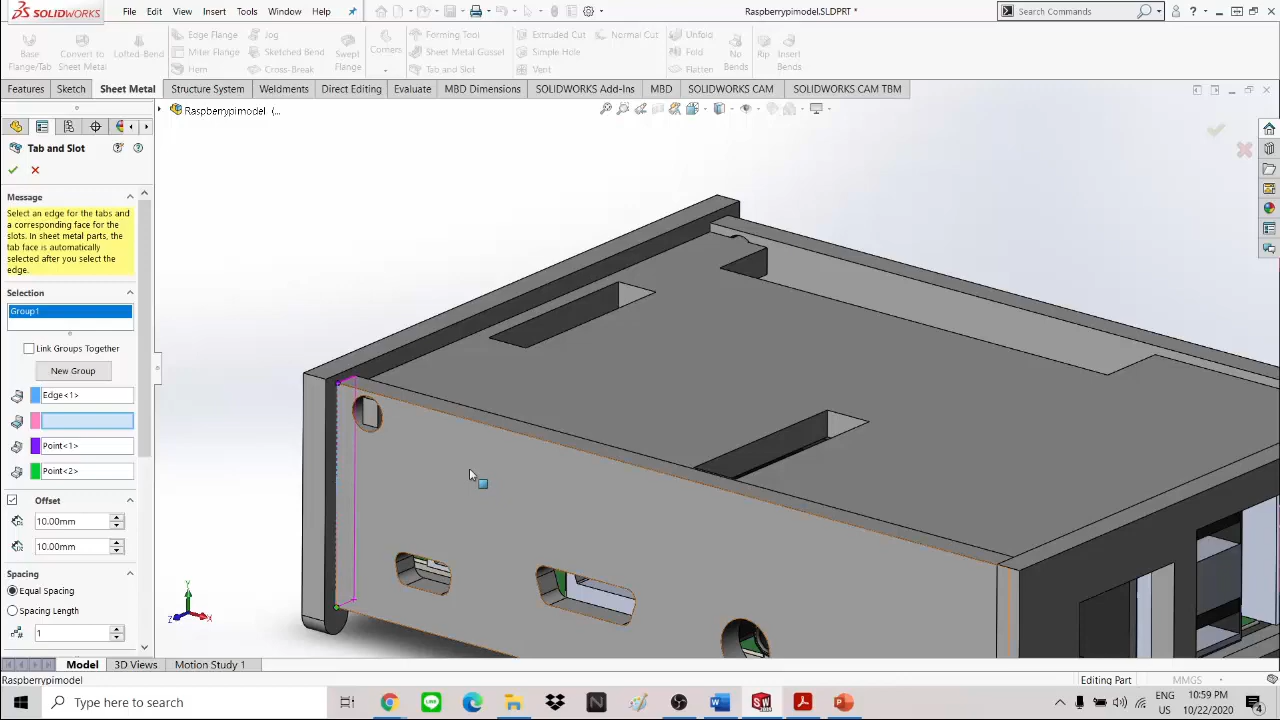 SOLIDWORKS File Edit View Insert Tools Window Help Raspberrypimodel.SLDPRT * Search Commands
Base Flange/Tab
Convert to Sheet Metal
Lofted-Bend
Edge Flange
Miter Flange
Hem
Jog
Sketched Bend
Cross-Break
Swept Flange
Corners
Forming Tool
Sheet Metal Gusset
Tab and Slot
Extruded Cut
Simple Hole
Vent
Normal Cut
Unfold
Fold
Flatten
No Bends
Rip
Insert Bends
Features Sketch Sheet Metal Structure System Weldments Direct Editing Evaluate MBD Dimensions SOLIDWORKS Add-Ins MBD SOLIDWORKS CAM SOLIDWORKS CAM TBM
Raspberrypimodel (...
Tab and Slot
Message
Select an edge for the tabs and
a corresponding face for the
slots. In sheet metal parts, the
tab face is automatically
selected after you select the
edge.
Selection
Group1
Link Groups Together
New Group
Edge<1>
Point<1>
Point<2>
Offset
10.00mm
10.00mm
Spacing
Equal Spacing
Spacing Length
1
Y
Z X
Model 3D Views Motion Study 1
Raspberrypimodel Editing Part MMGS
Type here to search
ENG 10:59 PM
US 10/22/2020
4